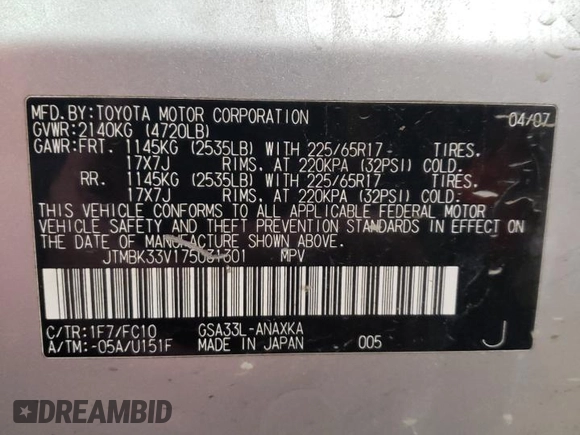 MFD.BY:TOYOTA MOTOR CORPORATION 04/07
GVWR:2140KG (4720LB)
GAWR:FRT. 1145KG (2535LB) WITH 225/65R17 TIRES.
17X7J RIMS, AT 220KPA (32PSI) COLD.
RR. 1145KG (2535LB) WITH 225/65R17 TIRES.
17X7J RIMS, AT 220KPA (32PSI) COLD.
THIS VEHICLE CONFORMS TO ALL APPLICABLE FEDERAL MOTOR
VEHICLE SAFETY AND THEFT PREVENTION STANDARDS IN EFFECT ON
THE DATE OF MANUFACTURE SHOWN ABOVE.
JTMBK33V175031301 MPV
C/TR:1F7/FC10 GSA33L-ANAXKA
A/TM:-05A/U151F MADE IN JAPAN 005 J
DREAMBID